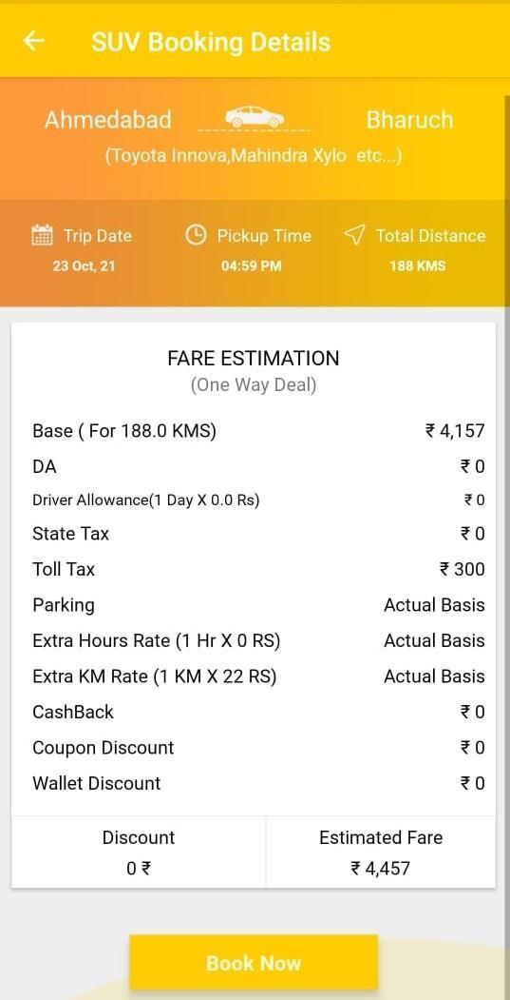 SUV Booking Details
Ahmedabad Bharuch
(Toyota Innova,Mahindra Xylo etc...)
Trip Date Pickup Time Total Distance
23 Oct, 21 04:59 PM 188 KMS
FARE ESTIMATION
(One Way Deal)
Base ( For 188.0 KMS) ₹ 4,157
DA ₹ 0
Driver Allowance(1 Day X 0.0 Rs) ₹ 0
State Tax ₹ 0
Toll Tax ₹ 300
Parking Actual Basis
Extra Hours Rate (1 Hr X 0 RS) Actual Basis
Extra KM Rate (1 KM X 22 RS) Actual Basis
CashBack ₹ 0
Coupon Discount ₹ 0
Wallet Discount ₹ 0
Discount Estimated Fare
0 ₹ ₹ 4,457
Book Now